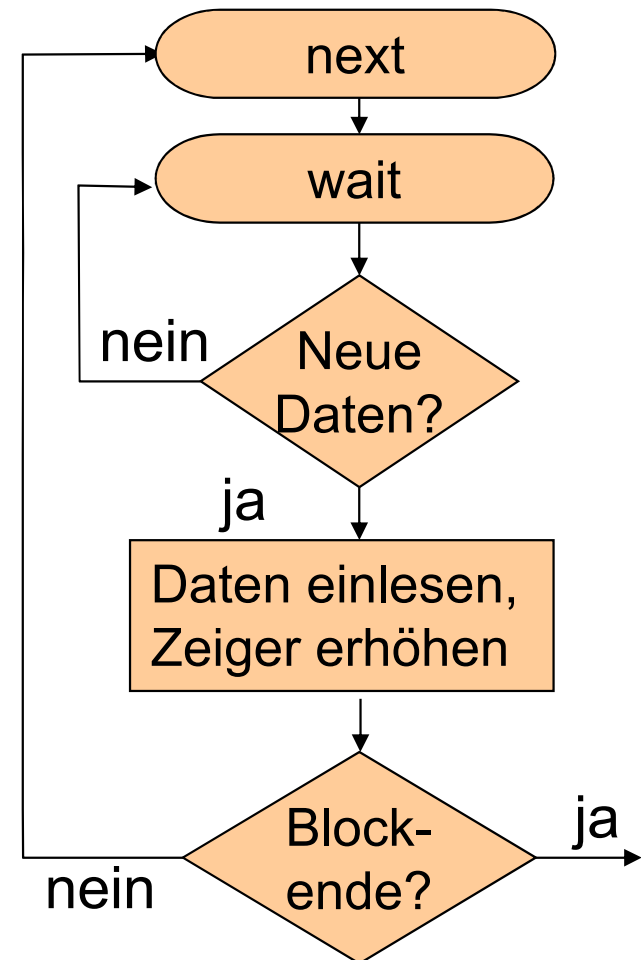 next
wait
nein
Neue
Daten?
ja
Daten einlesen,
Zeiger erhöhen
Block-
ende?
ja
nein